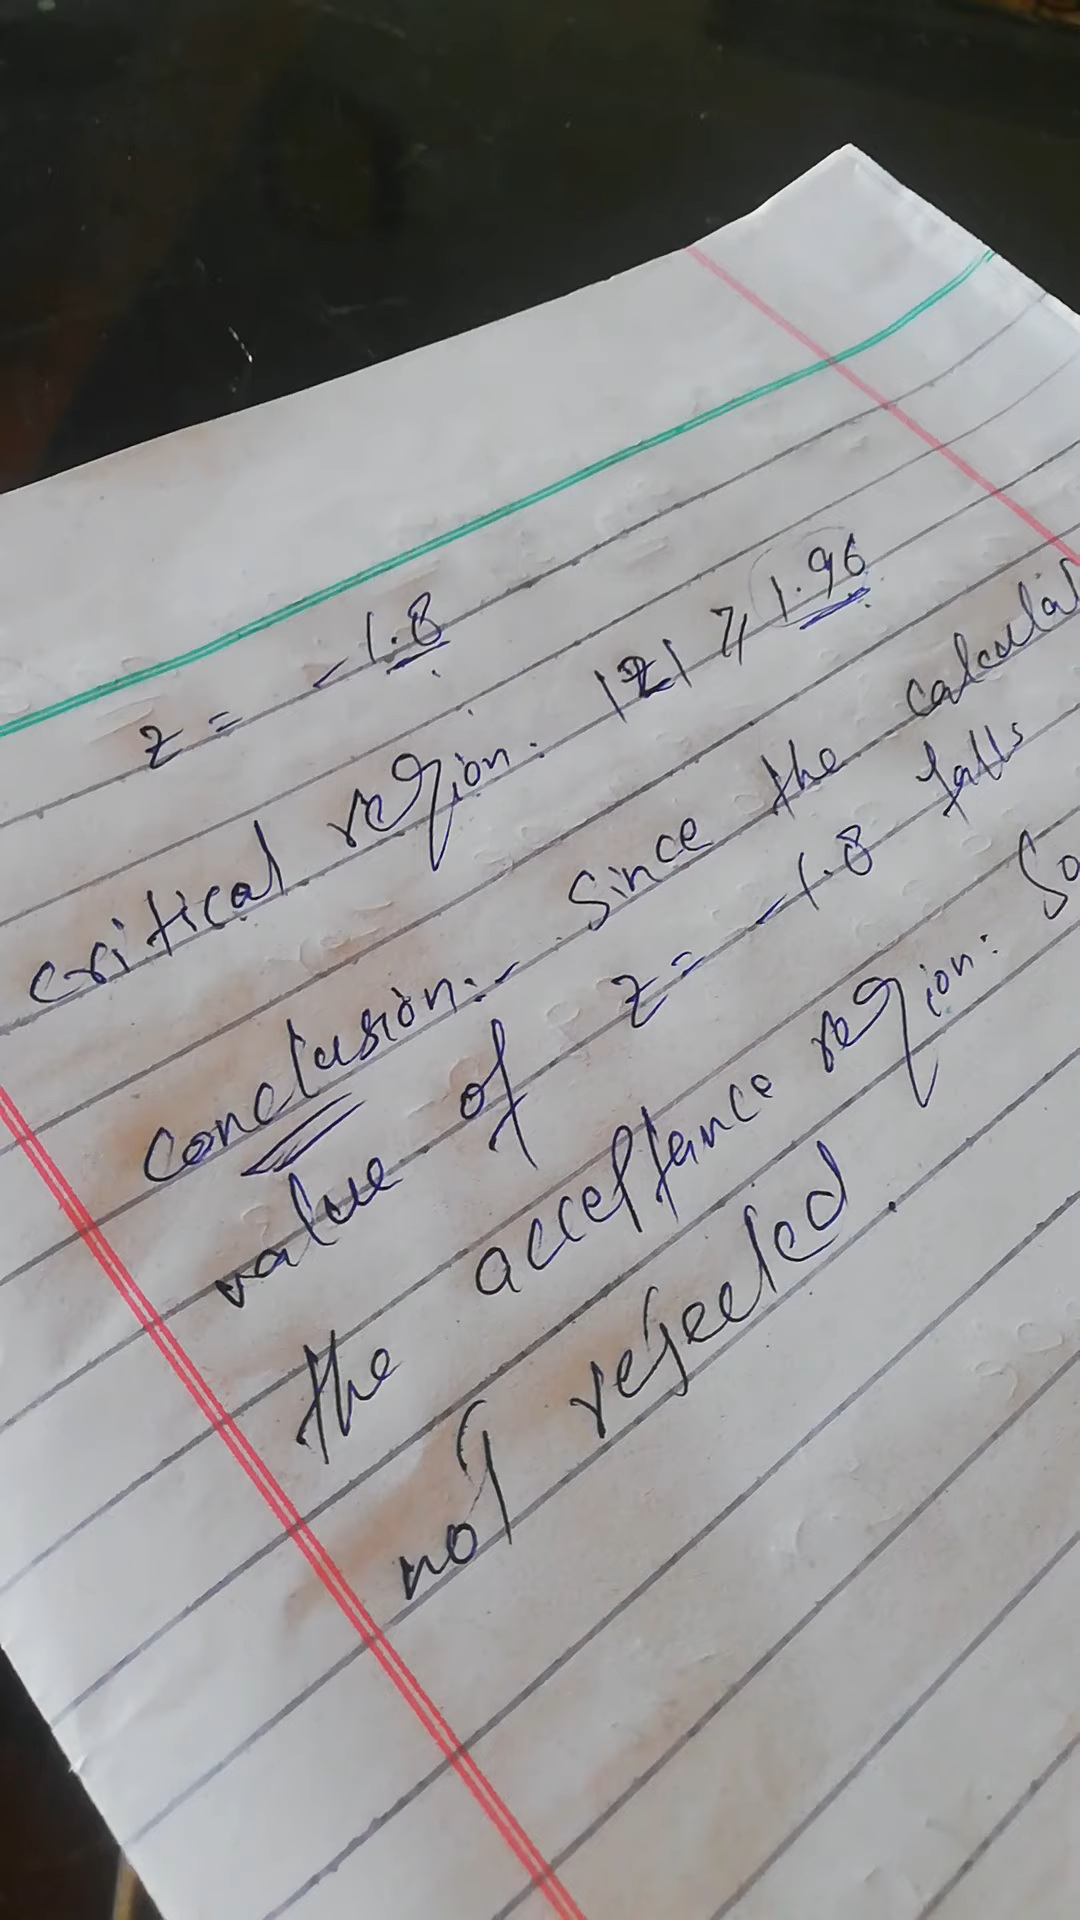 z = -1.8
critical region. |z| ⩾ 1.96
conclusion:- Since the calculat
value of z= -1.8 falls
the acceptance region: So
not rejected.